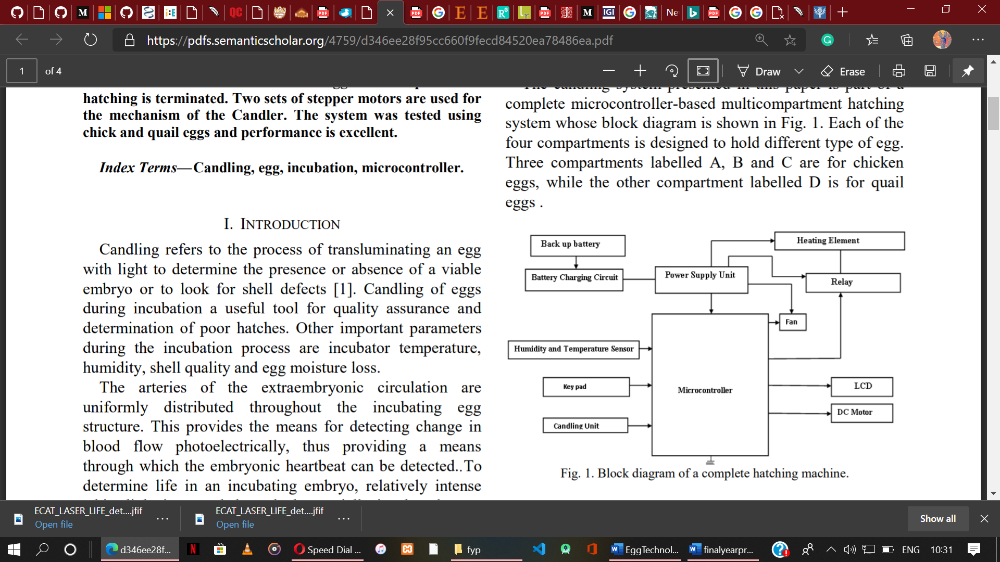 QC
Ne
https://pdfs.semanticscholar.org/4759/d346ee28f95cc660f9fecd84520ea78486ea.pdf
1 of 4
Draw
Erase
hatching is terminated. Two sets of stepper motors are used for
the mechanism of the Candler. The system was tested using
chick and quail eggs and performance is excellent.
Index Terms—Candling, egg, incubation, microcontroller.
I. INTRODUCTION
Candling refers to the process of transluminating an egg
with light to determine the presence or absence of a viable
embryo or to look for shell defects [1]. Candling of eggs
during incubation a useful tool for quality assurance and
determination of poor hatches. Other important parameters
during the incubation process are incubator temperature,
humidity, shell quality and egg moisture loss.
The arteries of the extraembryonic circulation are
uniformly distributed throughout the incubating egg
structure. This provides the means for detecting change in
blood flow photoelectrically, thus providing a means
through which the embryonic heartbeat can be detected..To
determine life in an incubating embryo, relatively intense
The candling system presented in this paper is part of a
complete microcontroller-based multicompartment hatching
system whose block diagram is shown in Fig. 1. Each of the
four compartments is designed to hold different type of egg.
Three compartments labelled A, B and C are for chicken
eggs, while the other compartment labelled D is for quail
eggs .
Back up battery
Heating Element
Battery Charging Circuit
Power Supply Unit
Relay
Fan
Humidity and Temperature Sensor
Key pad
Microcontroller
LCD
DC Motor
Candling Unit
Fig. 1. Block diagram of a complete hatching machine.
ECAT_LASER_LIFE_det....jfif
Open file
ECAT_LASER_LIFE_det....jfif
Open file
Show all
d346ee28f...
Speed Dial ...
fyp
EggTechnol...
finalyearpr...
ENG
10:31